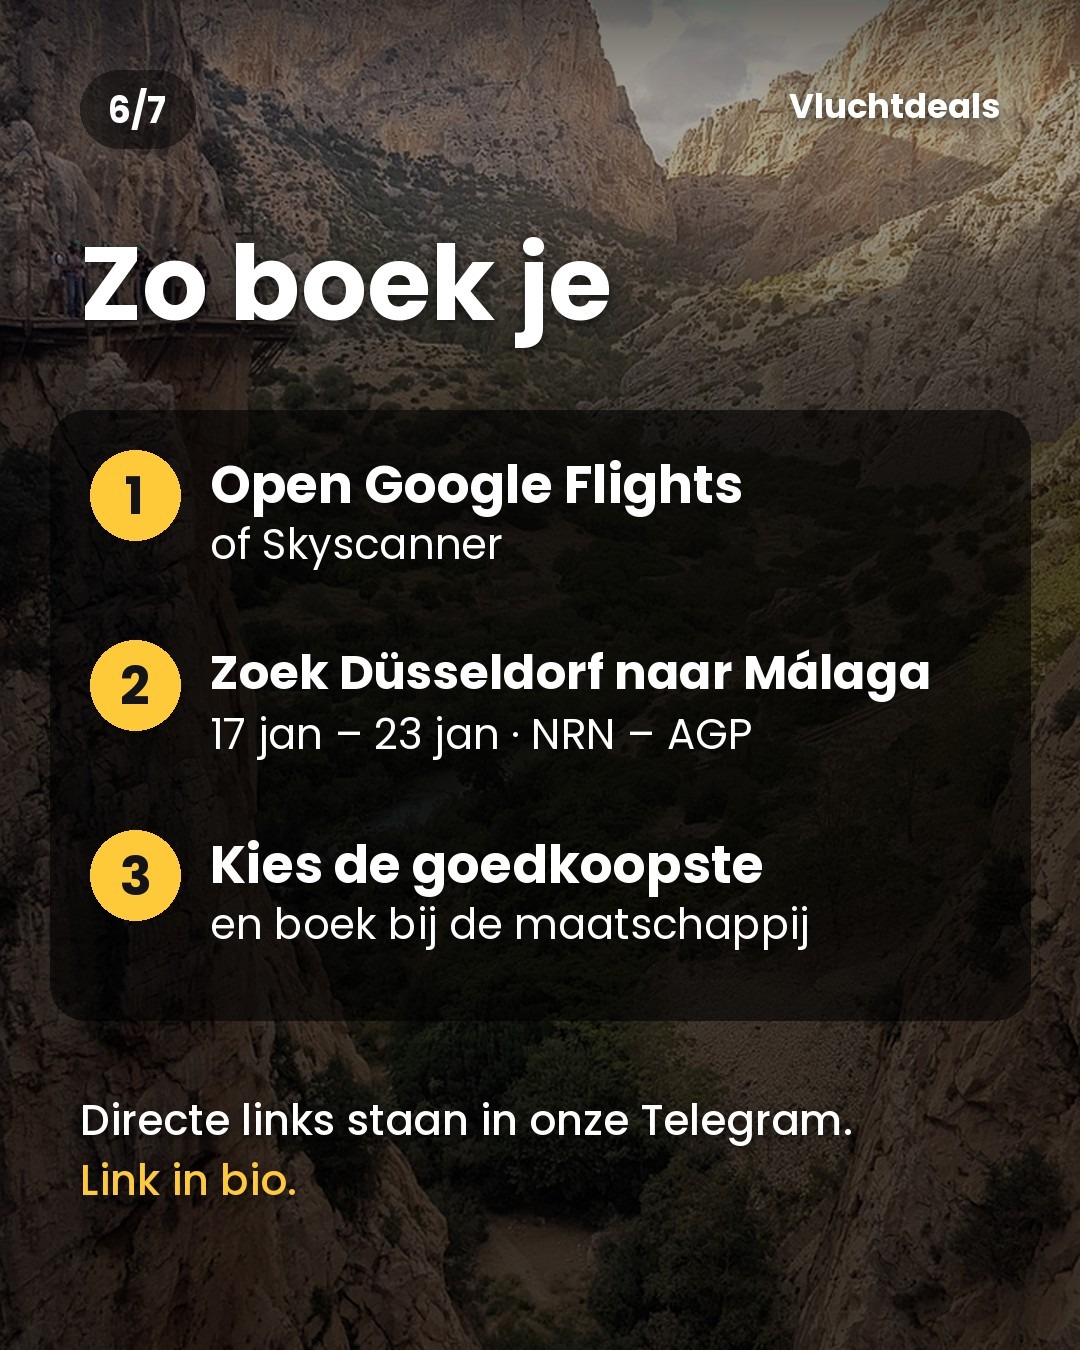 6/7
Vluchtdeals
Zo boek je
1
Open Google Flights
of Skyscanner
2
Zoek Düsseldorf naar Málaga
17 jan – 23 jan · NRN – AGP
3
Kies de goedkoopste
en boek bij de maatschappij
Directe links staan in onze Telegram.
Link in bio.